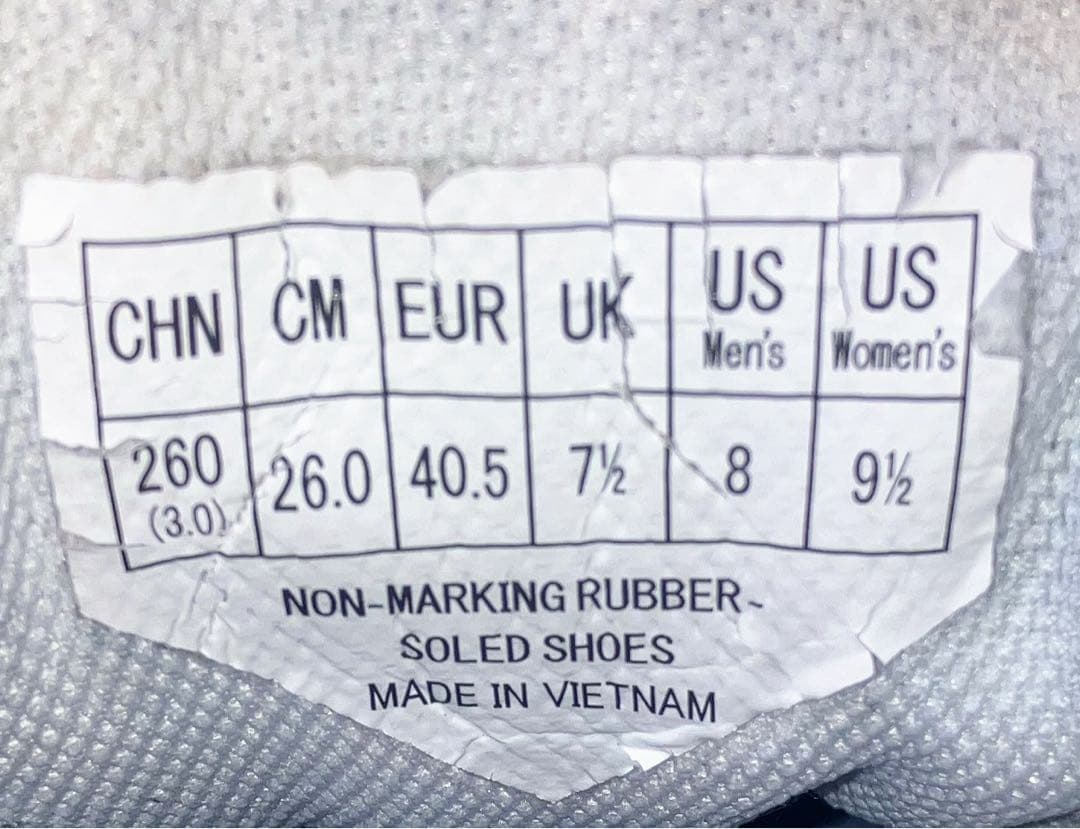 CHN CM EUR UK US Men's US Women's
260 (3.0) 26.0 40.5 7½ 8 9½
NON-MARKING RUBBER-
SOLED SHOES
MADE IN VIETNAM